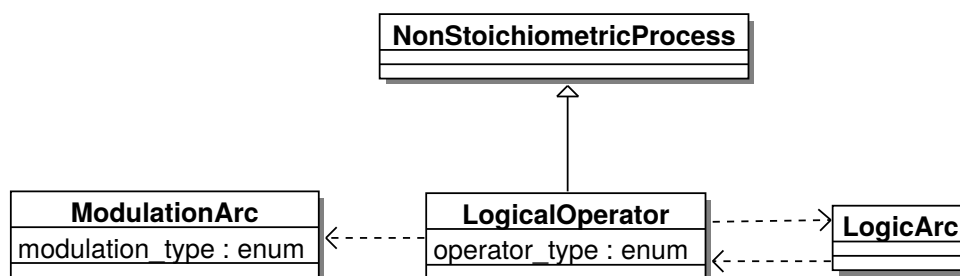 NonStoichiometricProcess
ModulationArc
modulation_type : enum
LogicalOperator
operator_type : enum
LogicArc